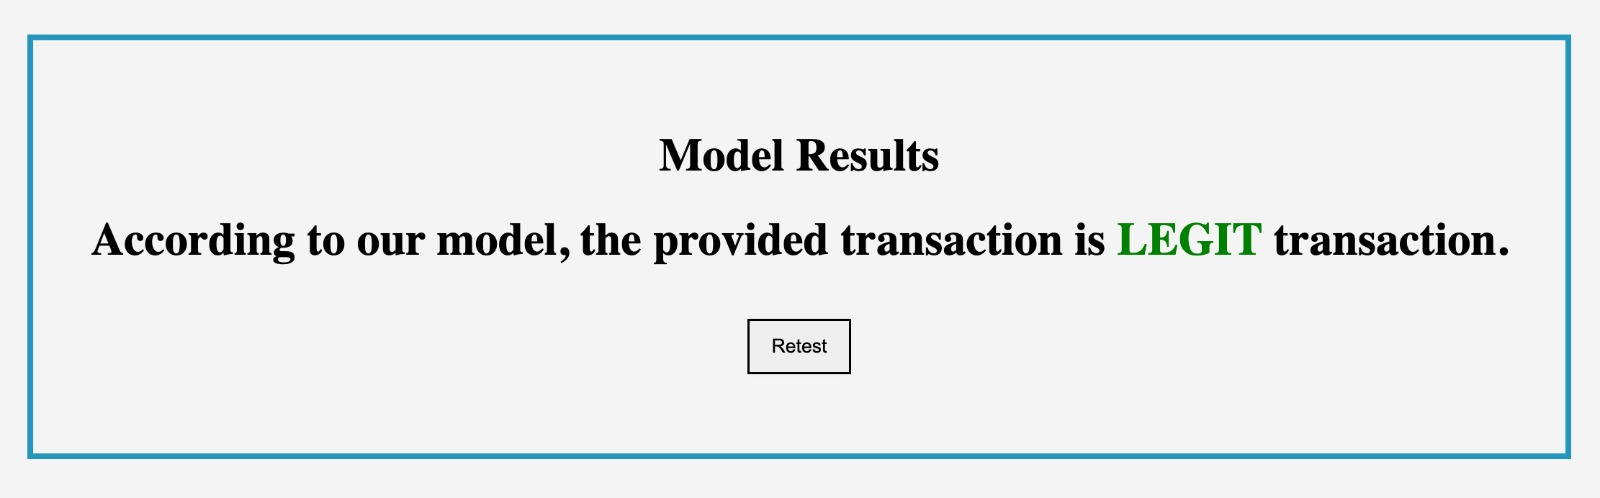 Model Results
According to our model, the provided transaction is LEGIT transaction.
Retest